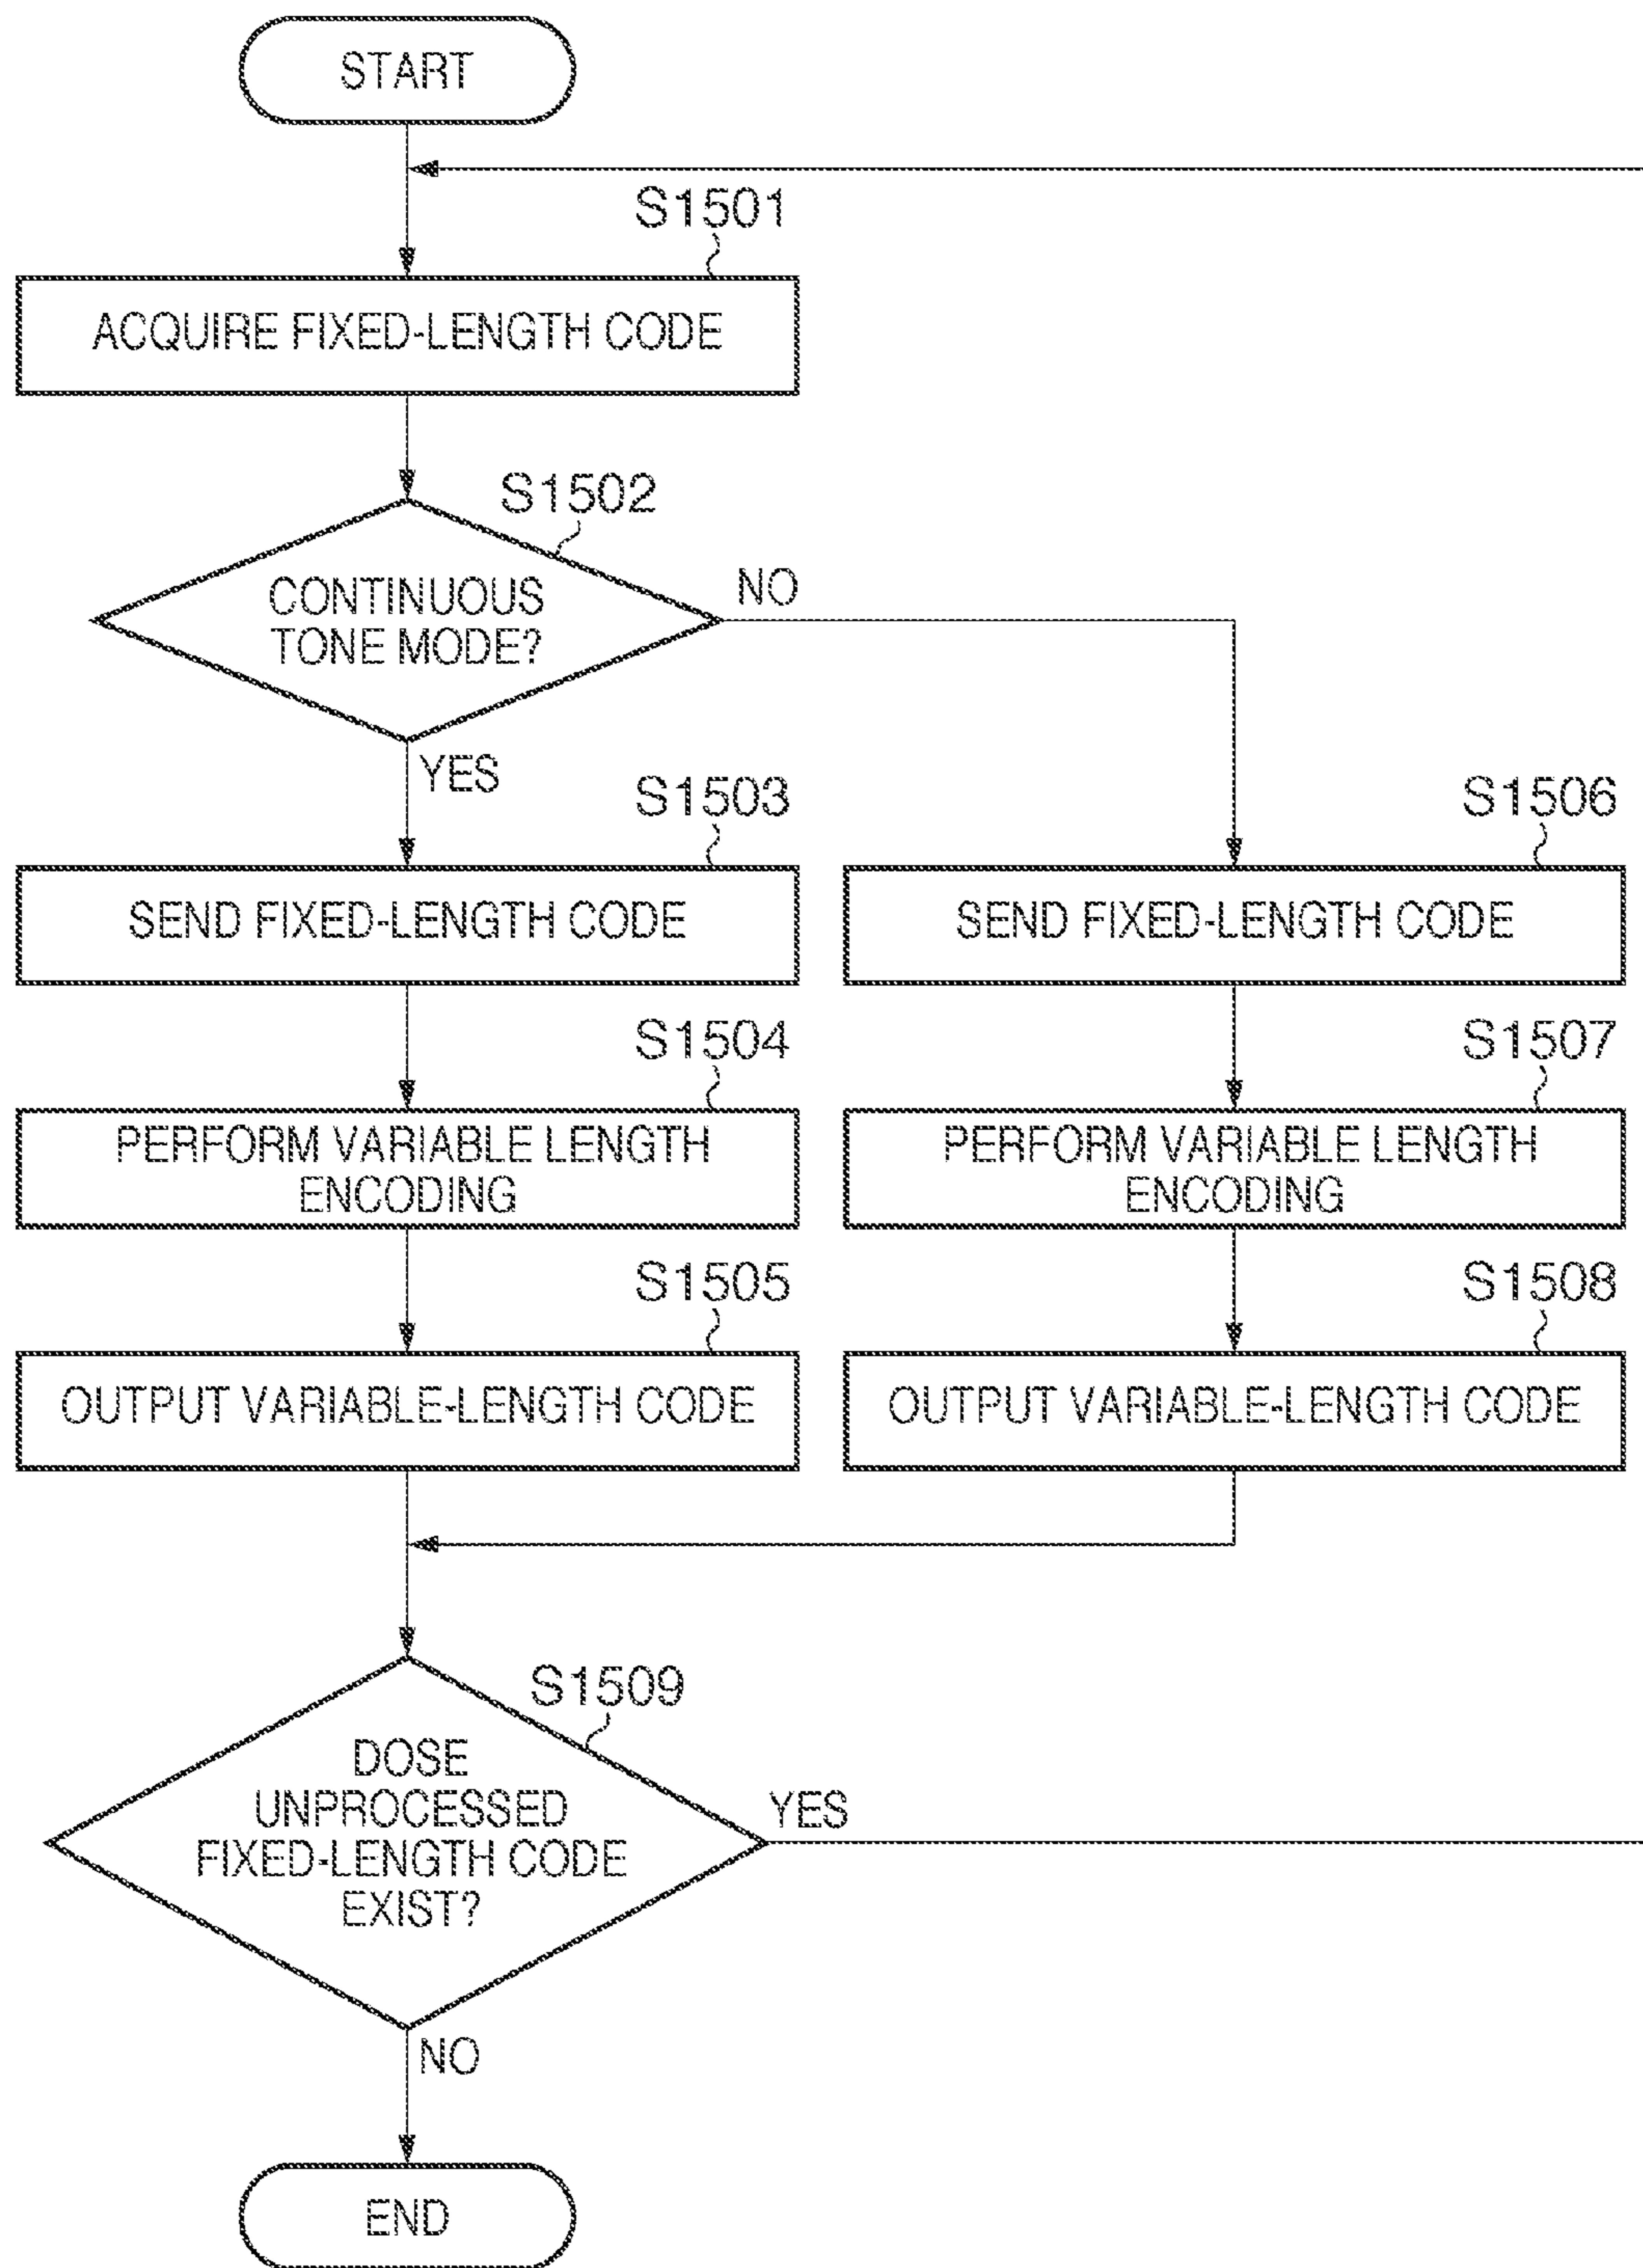 START
S1501
ACQUIRE FIXED-LENGTH CODE
S1502
CONTINUOUS
TONE MODE?
NO
YES
S1503
SEND FIXED-LENGTH CODE
S1506
SEND FIXED-LENGTH CODE
S1504
PERFORM VARIABLE LENGTH
ENCODING
S1507
PERFORM VARIABLE LENGTH
ENCODING
S1505
OUTPUT VARIABLE-LENGTH CODE
S1508
OUTPUT VARIABLE-LENGTH CODE
S1509
DOSE
UNPROCESSED
FIXED-LENGTH CODE
EXIST?
YES
NO
END